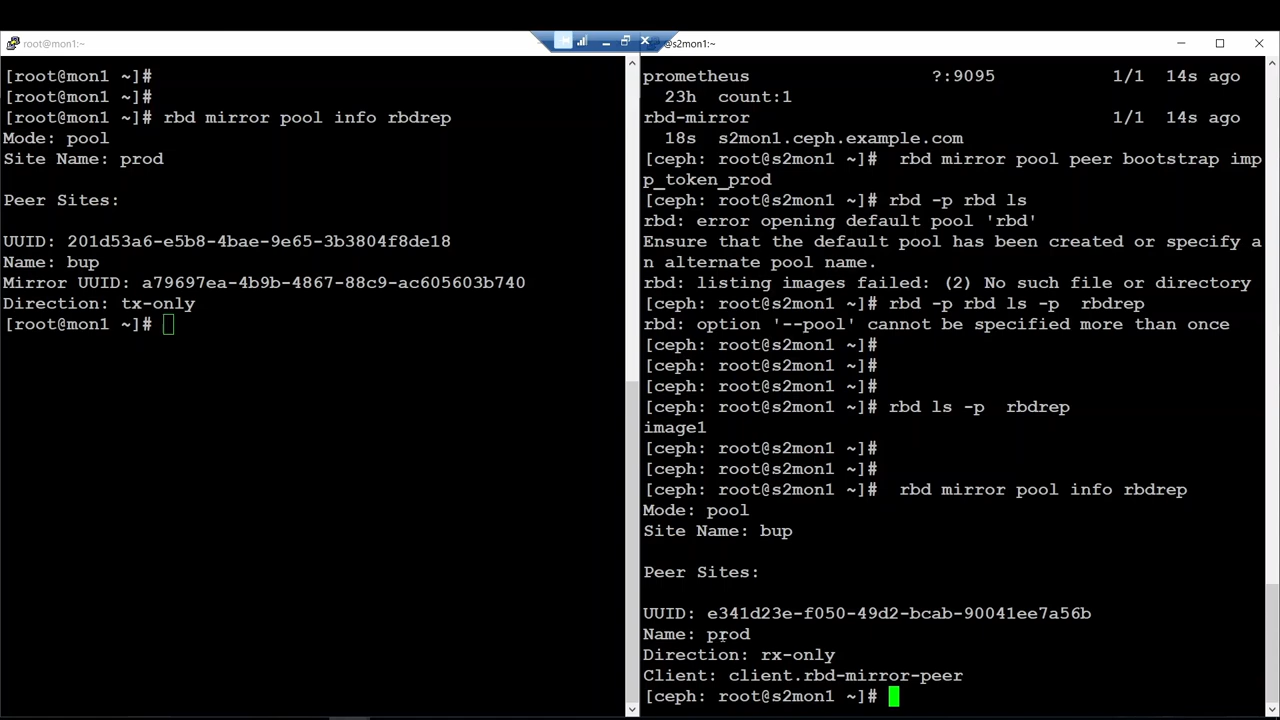 root@mon1:~
[root@mon1 ~]#
[root@mon1 ~]#
[root@mon1 ~]# rbd mirror pool info rbdrep
Mode: pool
Site Name: prod
Peer Sites:
UUID: 201d53a6-e5b8-4bae-9e65-3b3804f8de18
Name: bup
Mirror UUID: a79697ea-4b9b-4867-88c9-ac605603b740
Direction: tx-only
[root@mon1 ~]#
@s2mon1:~
prometheus ?:9095 1/1 14s ago
23h count:1
rbd-mirror 1/1 14s ago
18s s2mon1.ceph.example.com
[ceph: root@s2mon1 ~]# rbd mirror pool peer bootstrap imp
p_token_prod
[ceph: root@s2mon1 ~]# rbd -p rbd ls
rbd: error opening default pool 'rbd'
Ensure that the default pool has been created or specify a
n alternate pool name.
rbd: listing images failed: (2) No such file or directory
[ceph: root@s2mon1 ~]# rbd -p rbd ls -p rbdrep
rbd: option '--pool' cannot be specified more than once
[ceph: root@s2mon1 ~]#
[ceph: root@s2mon1 ~]#
[ceph: root@s2mon1 ~]#
[ceph: root@s2mon1 ~]# rbd ls -p rbdrep
image1
[ceph: root@s2mon1 ~]#
[ceph: root@s2mon1 ~]#
[ceph: root@s2mon1 ~]# rbd mirror pool info rbdrep
Mode: pool
Site Name: bup
Peer Sites:
UUID: e341d23e-f050-49d2-bcab-90041ee7a56b
Name: prod
Direction: rx-only
Client: client.rbd-mirror-peer
[ceph: root@s2mon1 ~]#